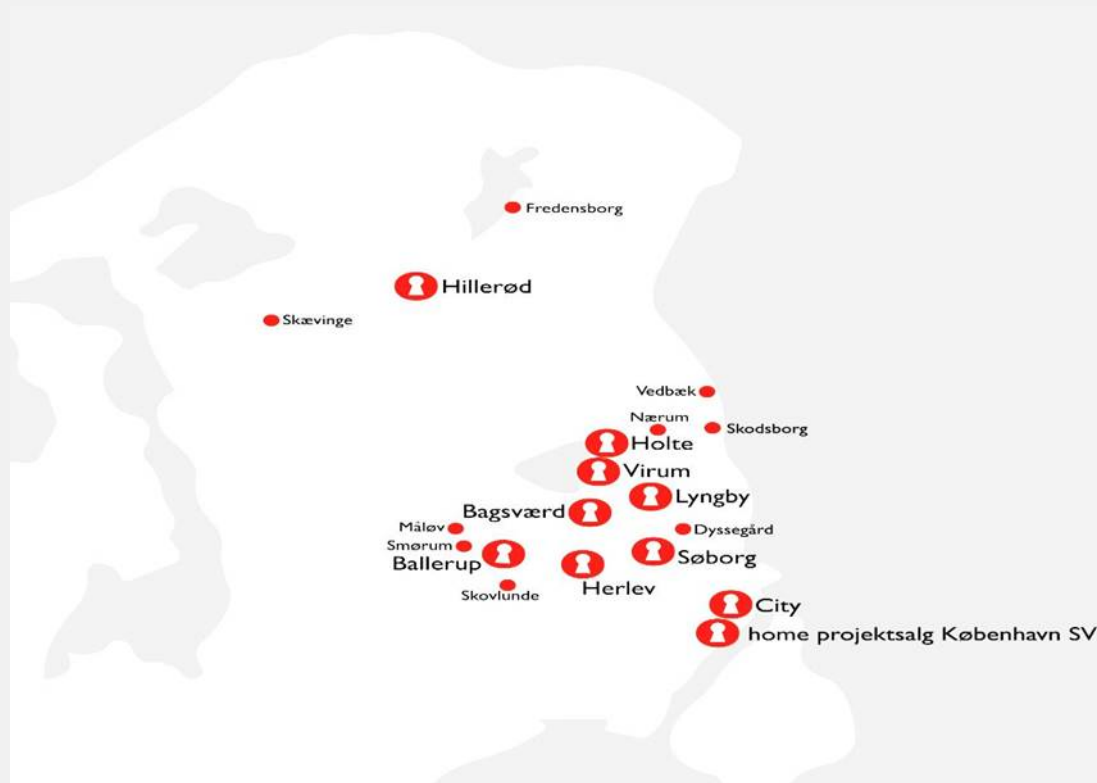 Fredensborg
Hillerød
Skævinge
Vedbæk
Nærum
Skodsborg
Holte
Virum
Lyngby
Bagsværd
Måløv
Dyssegård
Smørum
Søborg
Ballerup
Herlev
Skovlunde
City
home projektsalg København SV